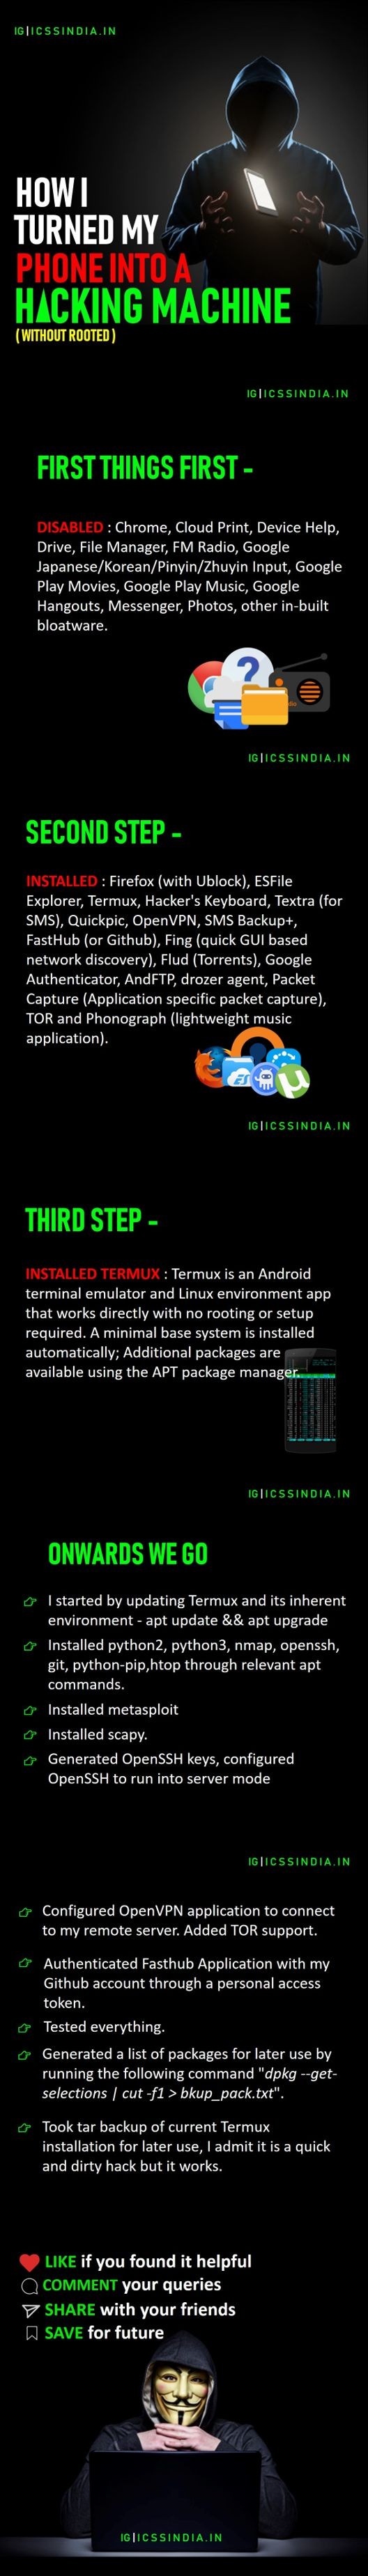 IG|ICSSINDIA.IN
HOW I
TURNED MY
PHONE INTO A
HACKING MACHINE
(WITHOUT ROOTED)
IG|ICSSINDIA.IN
FIRST THINGS FIRST -
DISABLED : Chrome, Cloud Print, Device Help,
Drive, File Manager, FM Radio, Google
Japanese/Korean/Pinyin/Zhuyin Input, Google
Play Movies, Google Play Music, Google
Hangouts, Messenger, Photos, other in-built
bloatware.
?
IG|ICSSINDIA.IN
SECOND STEP -
INSTALLED : Firefox (with Ublock), ESFile
Explorer, Termux, Hacker's Keyboard, Textra (for
SMS), Quickpic, OpenVPN, SMS Backup+,
FastHub (or Github), Fing (quick GUI based
network discovery), Flud (Torrents), Google
Authenticator, AndFTP, drozer agent, Packet
Capture (Application specific packet capture),
TOR and Phonograph (lightweight music
application).
IG|ICSSINDIA.IN
THIRD STEP -
INSTALLED TERMUX : Termux is an Android
terminal emulator and Linux environment app
that works directly with no rooting or setup
required. A minimal base system is installed
automatically; Additional packages are
available using the APT package manager.
IG|ICSSINDIA.IN
ONWARDS WE GO
I started by updating Termux and its inherent
environment - apt update && apt upgrade
Installed python2, python3, nmap, openssh,
git, python-pip,htop through relevant apt
commands.
Installed metasploit
Installed scapy.
Generated OpenSSH keys, configured
OpenSSH to run into server mode
IG|ICSSINDIA.IN
Configured OpenVPN application to connect
to my remote server. Added TOR support.
Authenticated Fasthub Application with my
Github account through a personal access
token.
Tested everything.
Generated a list of packages for later use by
running the following command "dpkg --get-
selections | cut -f1 > bkup_pack.txt".
Took tar backup of current Termux
installation for later use, I admit it is a quick
and dirty hack but it works.
LIKE if you found it helpful
COMMENT your queries
SHARE with your friends
SAVE for future
IG|ICSSINDIA.IN